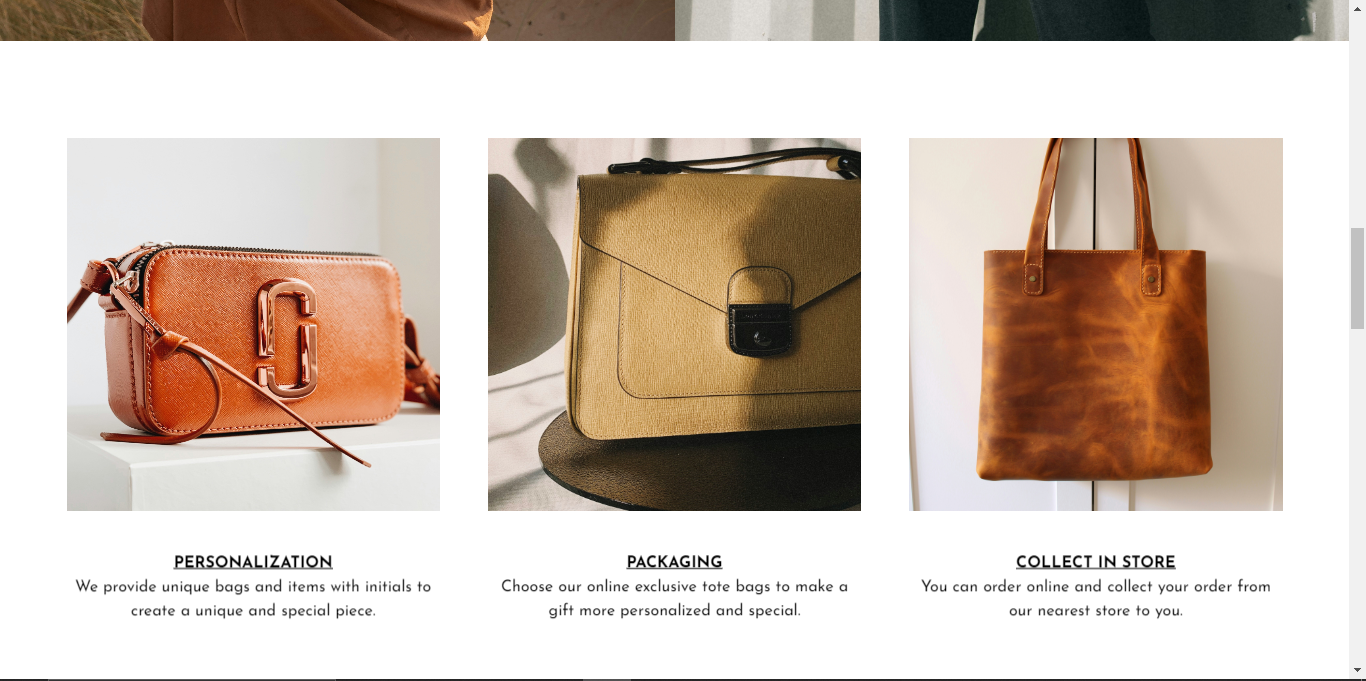 PERSONALIZATION
We provide unique bags and items with initials to
create a unique and special piece.
PACKAGING
Choose our online exclusive tote bags to make a
gift more personalized and special.
COLLECT IN STORE
You can order online and collect your order from
our nearest store to you.